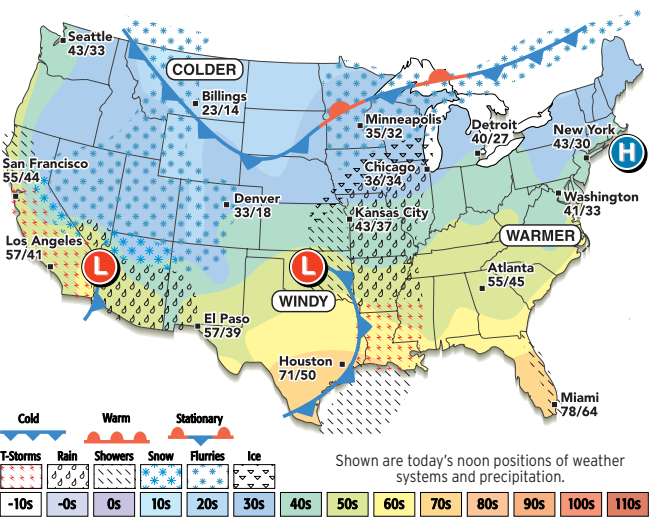 Seattle
43/33
COLDER
Billings
23/14
Minneapolis
35/32
Detroit
40/27
New York
43/30
H
San Francisco
55/44
Chicago
36/34
Denver
33/18
Kansas City
43/37
Washington
41/33
Los Angeles
57/41
WARMER
L
L
Atlanta
55/45
WINDY
El Paso
57/39
Houston
71/50
Miami
78/64
Cold
Warm
Stationary
T-Storms Rain Showers Snow Flurries Ice
Shown are today's noon positions of weather
systems and precipitation.
-10s -0s 0s 10s 20s 30s 40s 50s 60s 70s 80s 90s 100s 110s